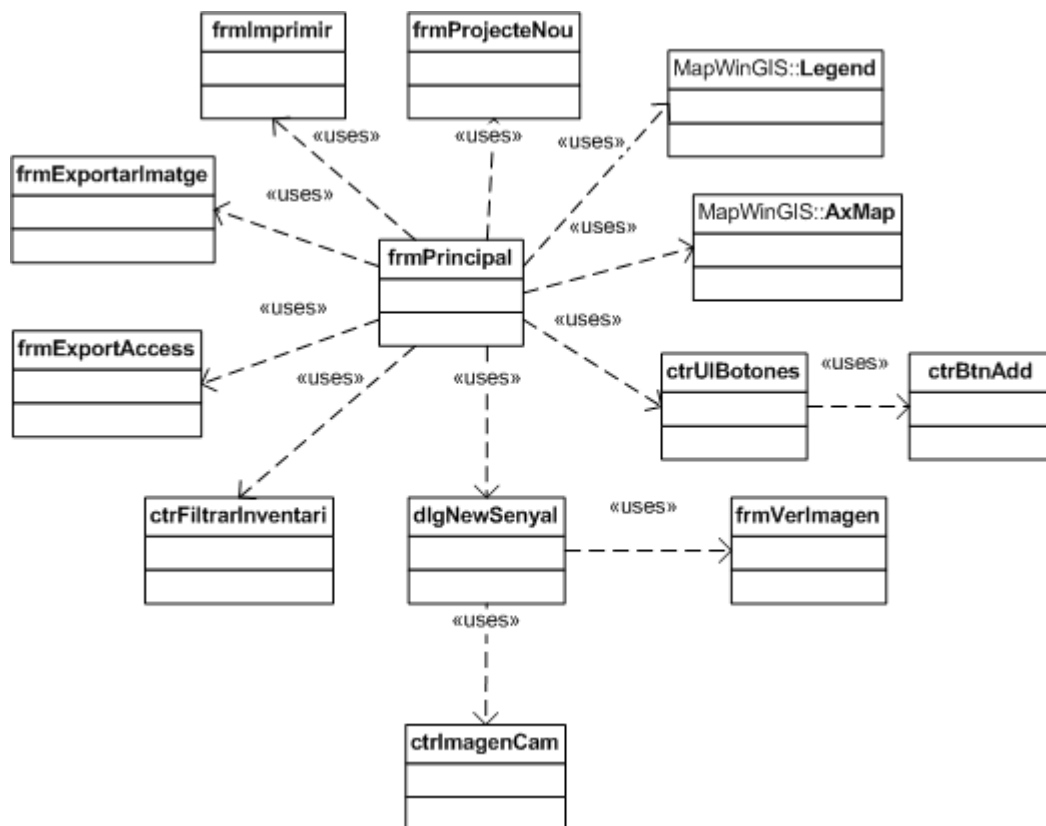 frmImprimir
frmProjecteNou
MapWinGIS::Legend
«uses»
«uses»
«uses»
frmExportarImatge
«uses»
MapWinGIS::AxMap
«uses»
frmPrincipal
«uses»
«uses»
frmExportAccess
«uses»
«uses»
ctrUIBotones
«uses»
ctrBtnAdd
ctrFiltrarInventari
dlgNewSenyal
«uses»
frmVerImagen
«uses»
ctrImagenCam